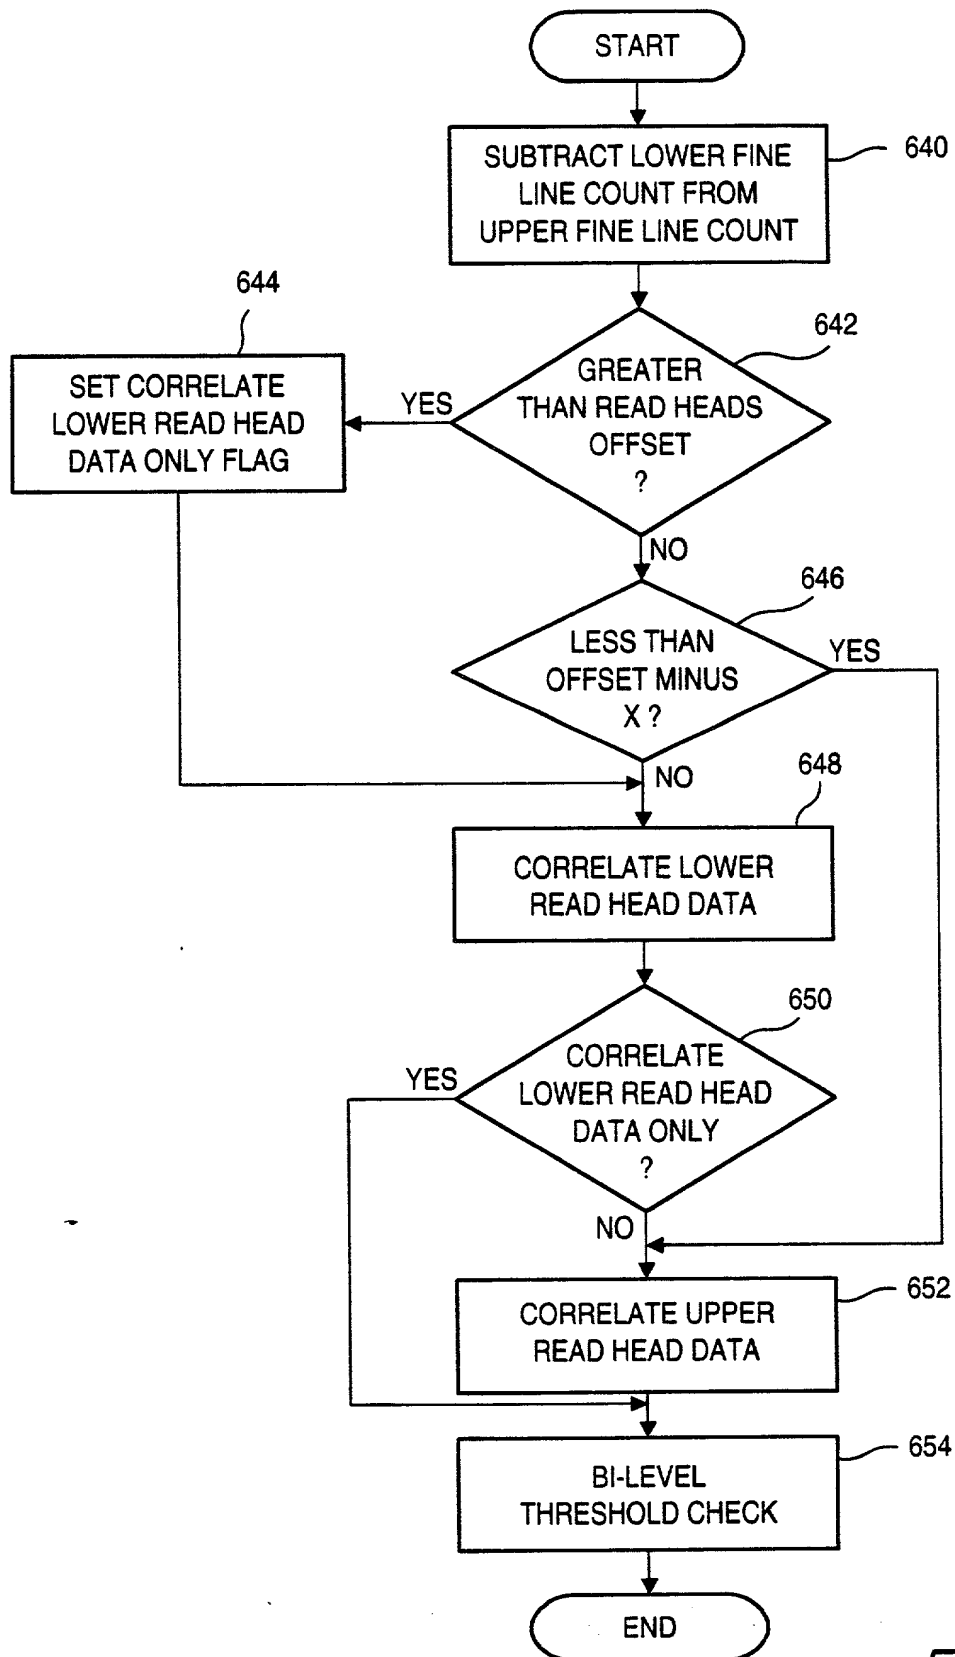 START
SUBTRACT LOWER FINE
LINE COUNT FROM
UPPER FINE LINE COUNT
640
644
642
SET CORRELATE
LOWER READ HEAD
DATA ONLY FLAG
YES
GREATER
THAN READ HEADS
OFFSET
?
NO
646
LESS THAN
OFFSET MINUS
X ?
YES
NO
648
CORRELATE LOWER
READ HEAD DATA
650
YES
CORRELATE
LOWER READ HEAD
DATA ONLY
?
NO
652
CORRELATE UPPER
READ HEAD DATA
654
BI-LEVEL
THRESHOLD CHECK
END